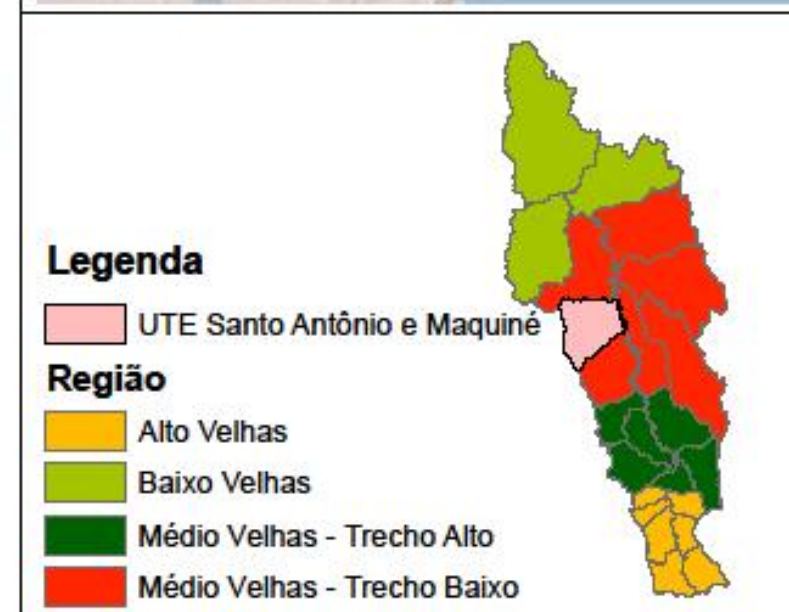 Legenda
UTE Santo Antônio e Maquiné
Região
Alto Velhas
Baixo Velhas
Médio Velhas - Trecho Alto
Médio Velhas - Trecho Baixo